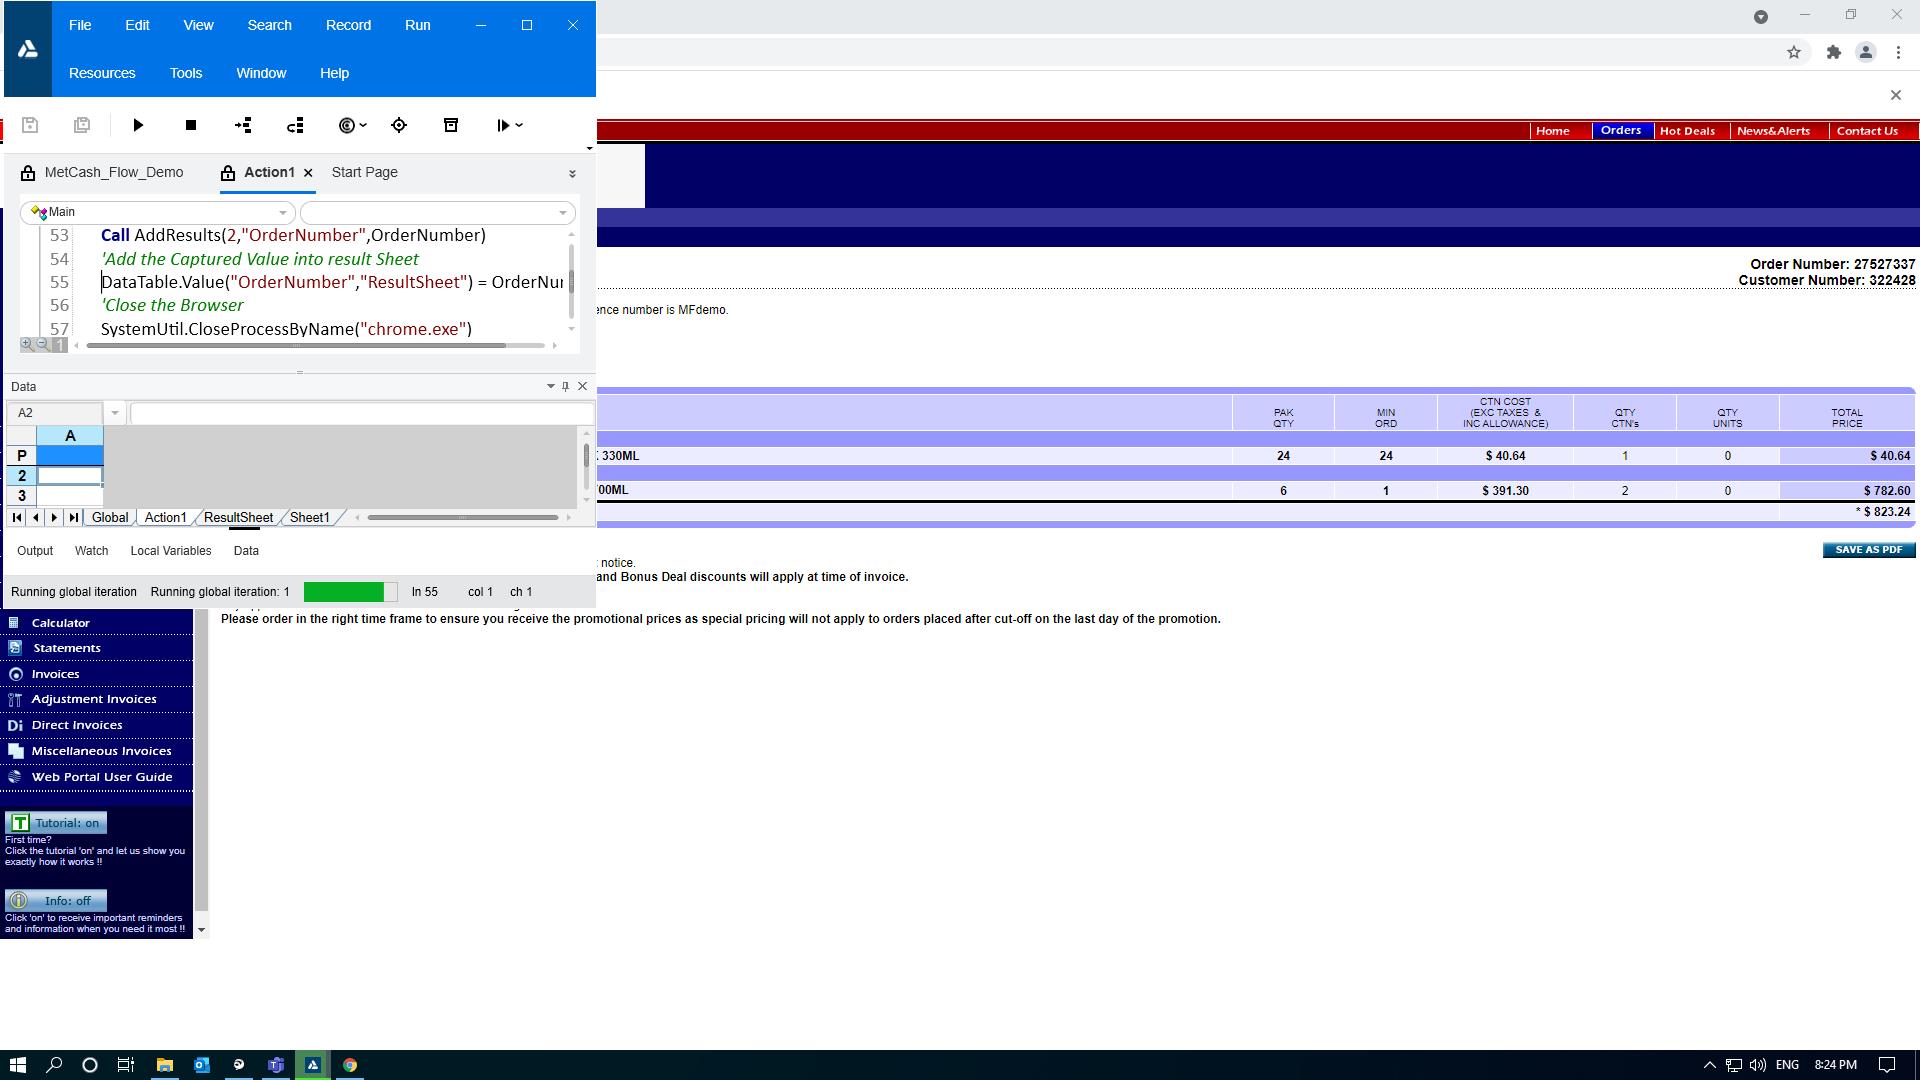 File Edit View Search Record Run
Resources Tools Window Help
MetCash_Flow_Demo Action1 Start Page
Main
53 Call AddResults(2,"OrderNumber",OrderNumber)
54 'Add the Captured Value into result Sheet
55 DataTable.Value("OrderNumber","ResultSheet") = OrderNu
56 'Close the Browser
57 SystemUtil.CloseProcessByName("chrome.exe")
1
Data
A2
A
P
2
3
Global Action1 ResultSheet Sheet1
Output Watch Local Variables Data
Running global iteration Running global iteration: 1 ln 55 col 1 ch 1
Home Orders Hot Deals News&Alerts Contact Us
Order Number: 27527337
Customer Number: 322428
ence number is MFdemo.
PAK QTY MIN ORD CTN COST (EXC TAXES & INC ALLOWANCE) QTY CTN's QTY UNITS TOTAL PRICE
330ML 24 24 $ 40.64 1 0 $ 40.64
00ML 6 1 $ 391.30 2 0 $ 782.60
* $ 823.24
SAVE AS PDF
notice.
and Bonus Deal discounts will apply at time of invoice.
Please order in the right time frame to ensure you receive the promotional prices as special pricing will not apply to orders placed after cut-off on the last day of the promotion.
Calculator
Statements
Invoices
Adjustment Invoices
Di Direct Invoices
Miscellaneous Invoices
Web Portal User Guide
T Tutorial: on
First time?
Click the tutorial 'on' and let us show you
exactly how it works !!
Info: off
Click 'on' to receive important reminders
and information when you need it most !!
ENG 8:24 PM